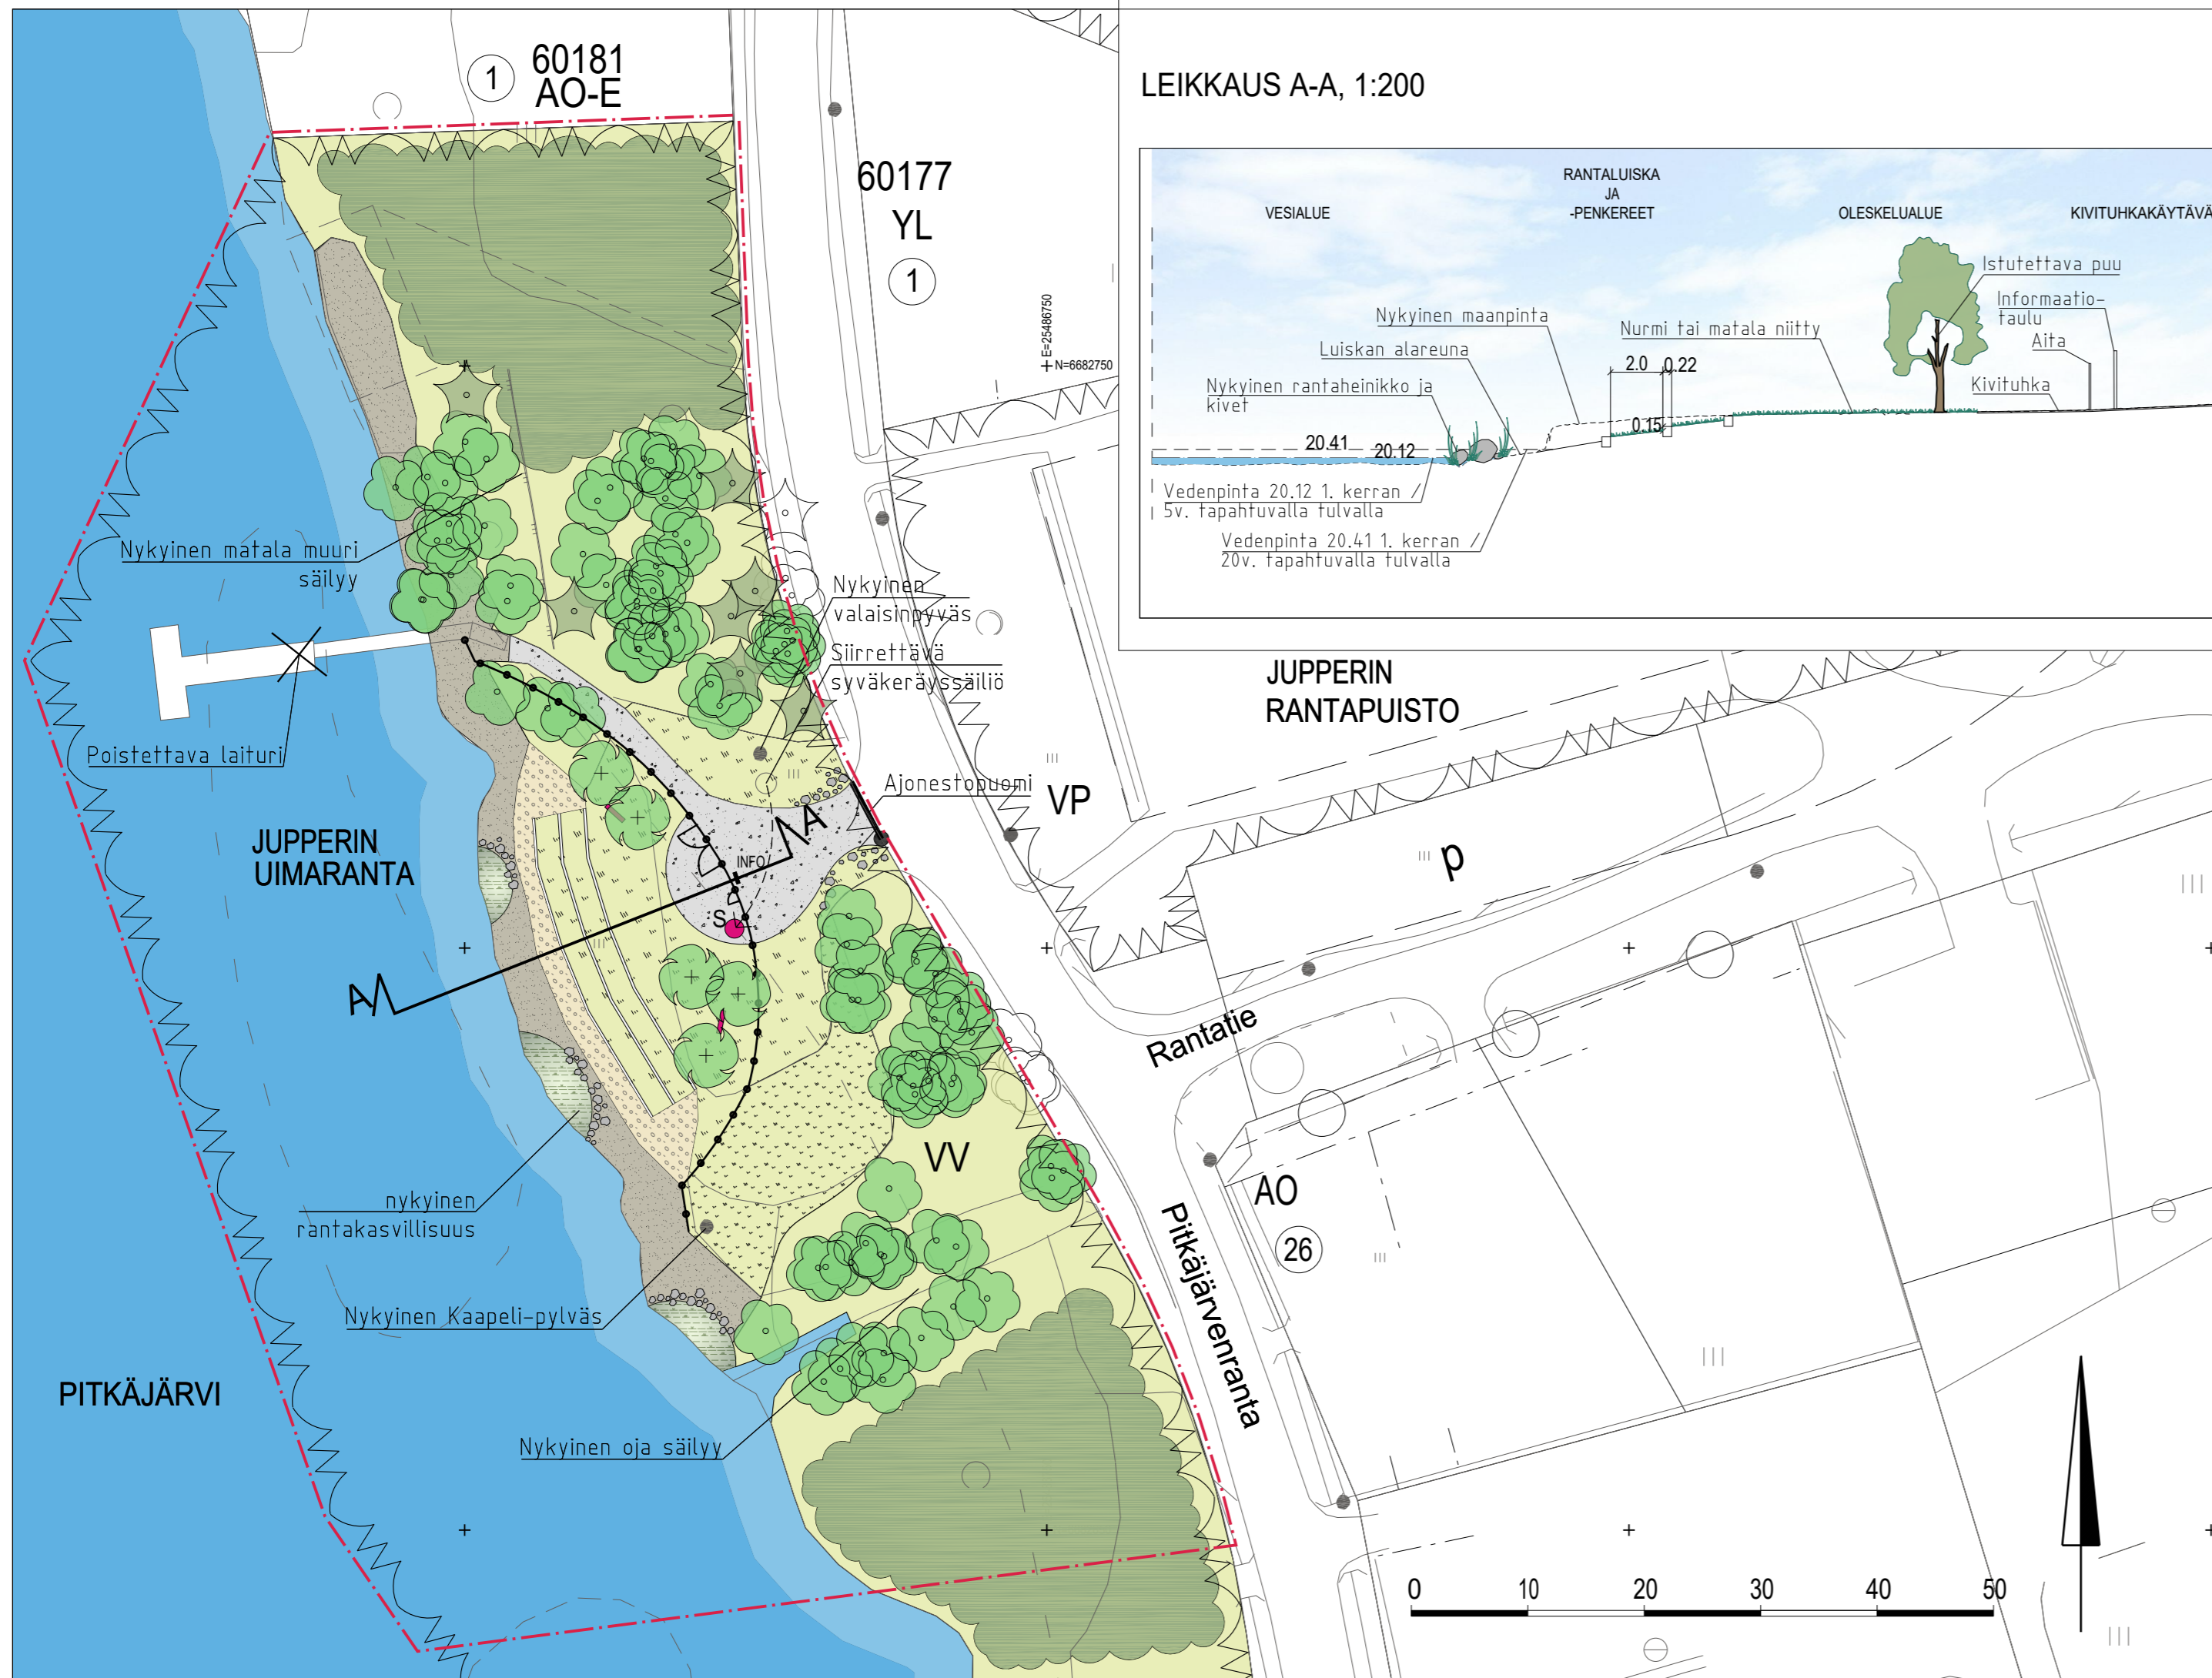 1
60181
AO-E
60177
YL
1
E=25486750
N=6682750
LEIKKAUS A-A, 1:200
VESIALUE
RANTALUISKA
JA
-PENKEREET
OLESKELUALUE
KIVITUHKAKÄYTÄVÄ
Istutettava puu
Informaatio-
taulu
Aita
Kivituhka
Nykyinen maanpinta
Luiskan alareuna
Nykyinen rantaheinikko ja
kivet
Nurmi tai matala niitty
2.0
0.22
0.15
20.41
20.12
Vedenpinta 20.12 1. kerran /
5v. tapahtuvalla tulvalla
Vedenpinta 20.41 1. kerran /
20v. tapahtuvalla tulvalla
Nykyinen matala muuri
säilyy
Nykyinen
valaisinpyväs
Siirrettävä
syväkeräyssäiliö
Poistettava laituri
Ajonestopuomi
JUPPERIN
RANTAPUISTO
VP
p
JUPPERIN
UIMARANTA
INFO
A
S
A
Rantatie
VV
AO
26
Pitkäjärvenranta
nykyinen
rantakasvillisuus
Nykyinen Kaapeli-pylväs
PITKÄJÄRVI
Nykyinen oja säilyy
0 10 20 30 40 50